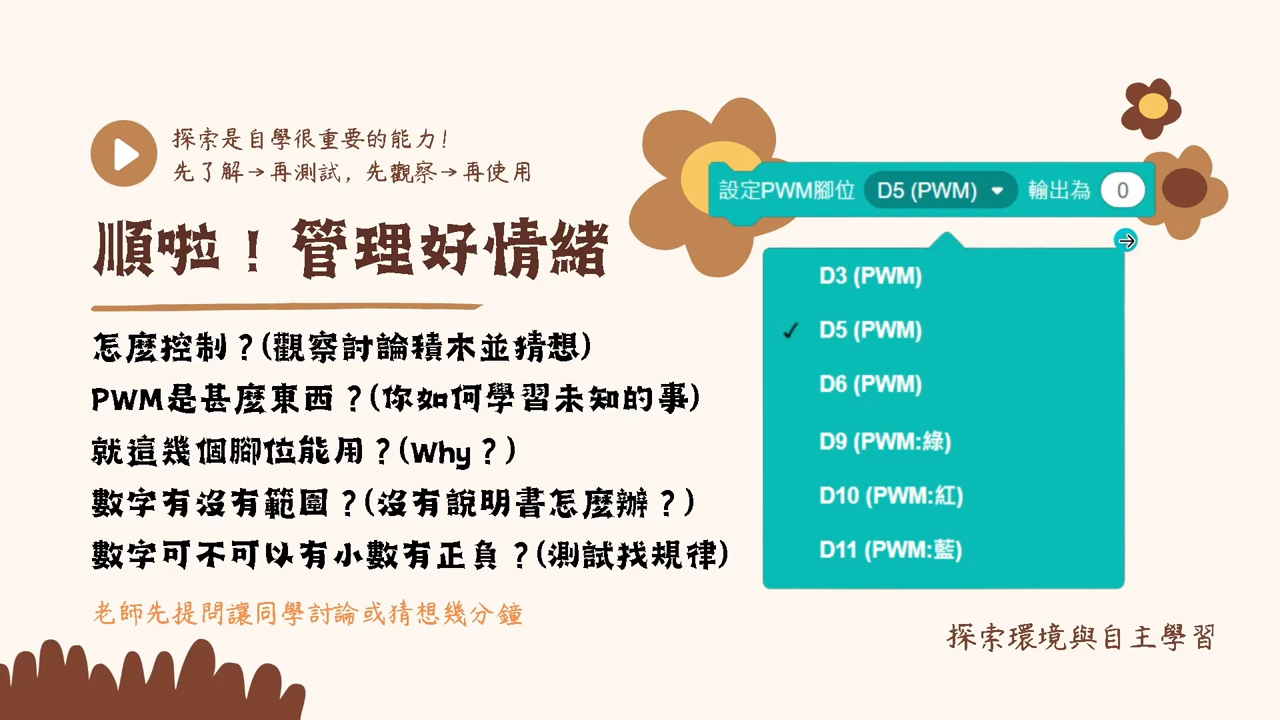 探索是自學很重要的能力！
先了解→再測試，先觀察→再使用
順啦！管理好情緒
怎麼控制？(觀察討論積木並猜想)
PWM是甚麼東西？(你如何學習未知的事)
就這幾個腳位能用？(Why？)
數字有沒有範圍？(沒有說明書怎麼辦？)
數字可不可以有小數有正負？(測試找規律)
老師先提問讓同學討論或猜想幾分鐘
設定PWM腳位 D5 (PWM) 輸出為 0
D3 (PWM)
✓ D5 (PWM)
D6 (PWM)
D9 (PWM:綠)
D10 (PWM:紅)
D11 (PWM:藍)
探索環境與自主學習